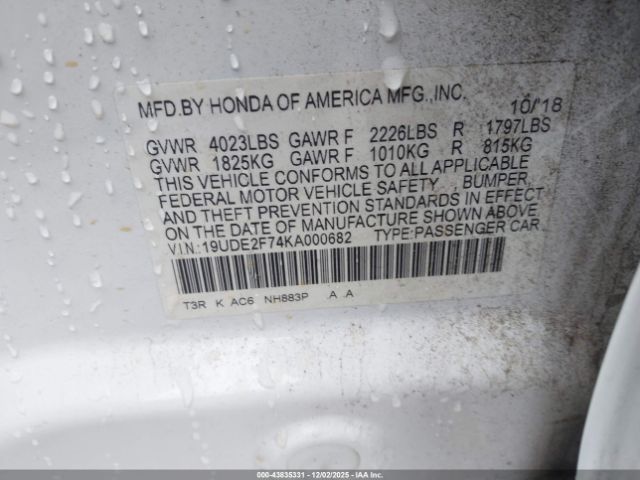 MFD.BY HONDA OF AMERICA MFG.,INC. 10/'18
GVWR 4023LBS GAWR F 2226LBS R 1797LBS
GVWR 1825KG GAWR F 1010KG R 815KG
THIS VEHICLE CONFORMS TO ALL APPLICABLE
FEDERAL MOTOR VEHICLE SAFETY , BUMPER,
AND THEFT PREVENTION STANDARDS IN EFFECT
ON THE DATE OF MANUFACTURE SHOWN ABOVE.
V.I.N.:19UDE2F74KA000682 TYPE:PASSENGER CAR
T3R K AC6 NH883P A A
000-43835331 - 12/02/2025 - IAA, Inc.